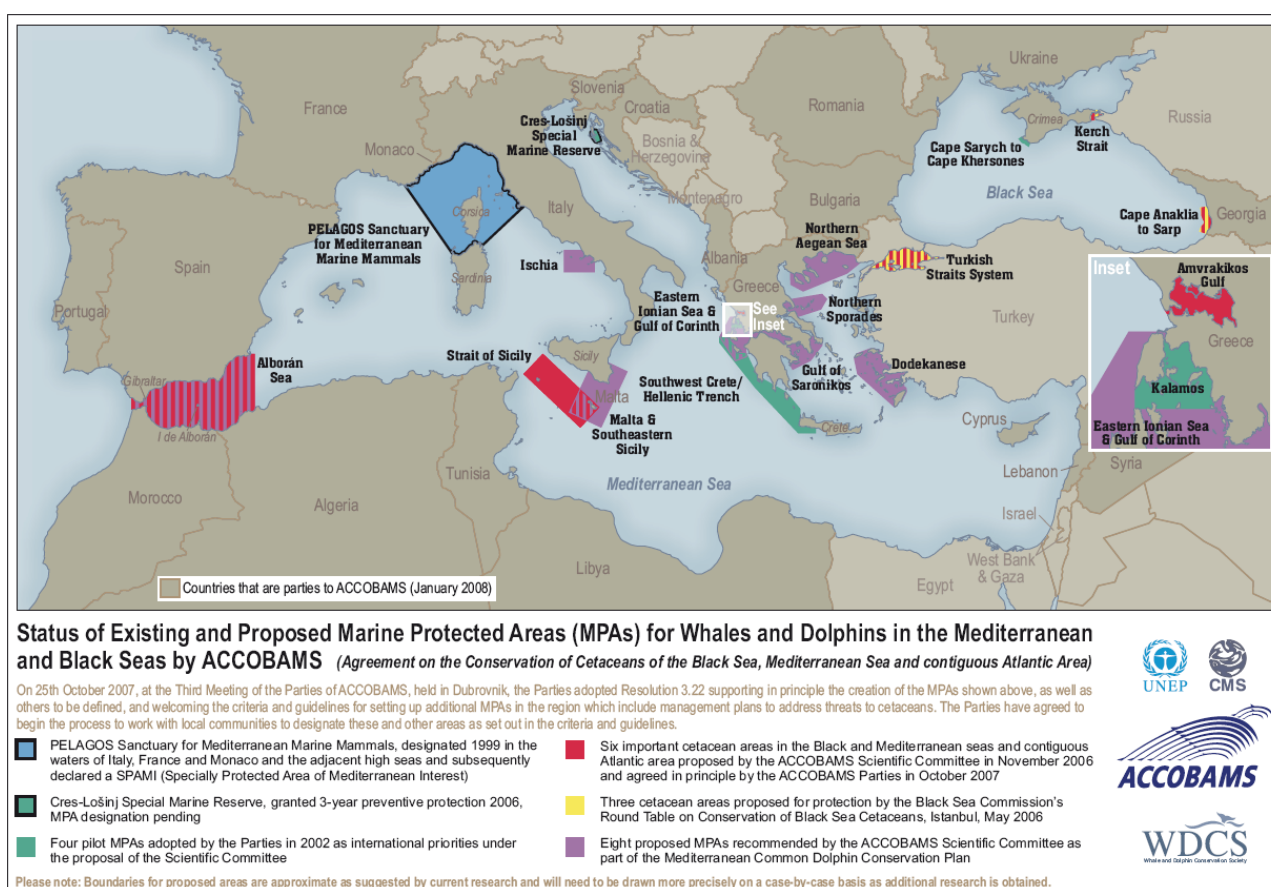 Ukraine
France
Slovenia
Croatia
Romania
Russia
Crimea
Cres-Lošinj
Special
Marine Reserve
Bosnia &
Herzegovina
Kerch
Strait
Cape Sarych to
Cape Khersones
Monaco
Montenegro
Bulgaria
Black Sea
Italy
Corsica
Cape Anaklia
to Sarp
Georgia
PELAGOS Sanctuary
for Mediterranean
Marine Mammals
Northern
Aegean Sea
Albania
Ischia
Turkish
Straits System
Inset
Amvrakikos
Gulf
Spain
Sardinia
Greece
Eastern
Ionian Sea &
Gulf of Corinth
See
Inset
Northern
Sporades
Portugal
Turkey
Greece
Strait of Sicily
Sicily
Alborán
Sea
Gulf of
Saronikos
Dodekanese
Kalamos
Gibraltar
Southwest Crete/
Hellenic Trench
Malta
Malta &
Southeastern
Sicily
Cyprus
Crete
Eastern Ionian Sea
& Gulf of Corinth
I de Alborán
Lebanon
Syria
Tunisia
Mediterranean Sea
Morocco
Algeria
Israel
West Bank
& Gaza
Libya
Egypt
Countries that are parties to ACCOBAMS (January 2008)
Status of Existing and Proposed Marine Protected Areas (MPAs) for Whales and Dolphins in the Mediterranean
and Black Seas by ACCOBAMS (Agreement on the Conservation of Cetaceans of the Black Sea, Mediterranean Sea and contiguous Atlantic Area)
On 25th October 2007, at the Third Meeting of the Parties of ACCOBAMS, held in Dubrovnik, the Parties adopted Resolution 3.22 supporting in principle the creation of the MPAs shown above, as well as
others to be defined, and welcoming the criteria and guidelines for setting up additional MPAs in the region which include management plans to address threats to cetaceans. The Parties have agreed to
begin the process to work with local communities to designate these and other areas as set out in the criteria and guidelines.
PELAGOS Sanctuary for Mediterranean Marine Mammals, designated 1999 in the
waters of Italy, France and Monaco and the adjacent high seas and subsequently
declared a SPAMI (Specially Protected Area of Mediterranean Interest)
Cres-Lošinj Special Marine Reserve, granted 3-year preventive protection 2006,
MPA designation pending
Four pilot MPAs adopted by the Parties in 2002 as international priorities under
the proposal of the Scientific Committee
Six important cetacean areas in the Black and Mediterranean seas and contiguous
Atlantic area proposed by the ACCOBAMS Scientific Committee in November 2006
and agreed in principle by the ACCOBAMS Parties in October 2007
Three cetacean areas proposed for protection by the Black Sea Commission's
Round Table on Conservation of Black Sea Cetaceans, Istanbul, May 2006
Eight proposed MPAs recommended by the ACCOBAMS Scientific Committee as
part of the Mediterranean Common Dolphin Conservation Plan
Please note: Boundaries for proposed areas are approximate as suggested by current research and will need to be drawn more precisely on a case-by-case basis as additional research is obtained.
UNEP
CMS
ACCOBAMS
WDCS
Whale and Dolphin Conservation Society